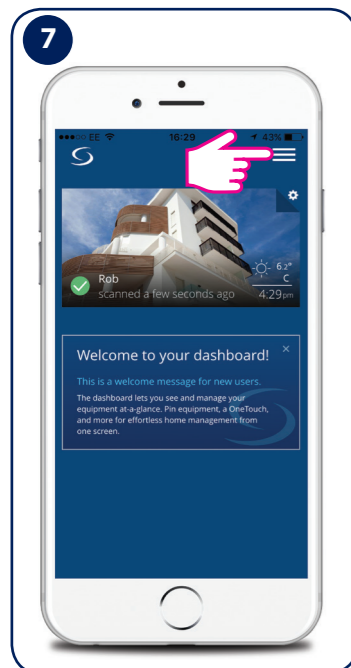 7
EE 16:29 43%
Rob
scanned a few seconds ago
6.2°
C
4:29 pm
Welcome to your dashboard! ×
This is a welcome message for new users.
The dashboard lets you see and manage your
equipment at-a-glance. Pin equipment, a OneTouch,
and more for effortless home management from
one screen.